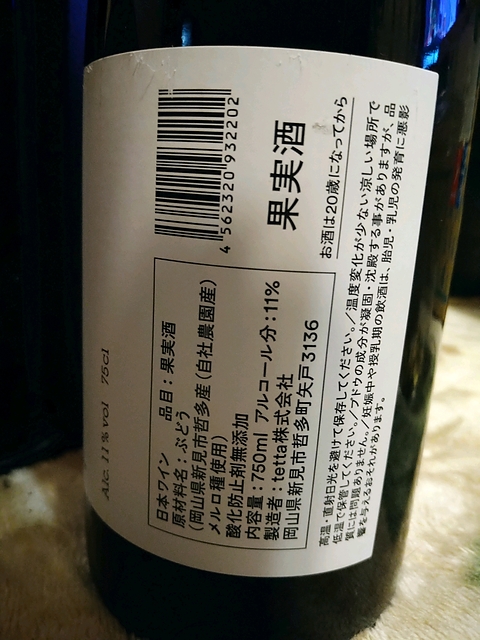 Alc. 11% vol 75cl
4 562320 932202
日本ワイン 品目：果実酒
原材料名：ぶどう
(岡山県新見市哲多産(自社農園産)
メルロ種使用)
酸化防止剤無添加
内容量：750ml アルコール分：11%
製造者：tetta株式会社
岡山県新見市哲多町矢戸3136
果実酒
お酒は20歳になってから
高温・直射日光を避けて保存してください。/温度変化が少ない涼しい場所で
低温で保管してください。/ブドウの成分が凝固・沈殿する事がありますが、品
質には問題ありません。/妊娠中や授乳期の飲酒は、胎児・乳児の発育に悪影
響を与えるおそれがあります。